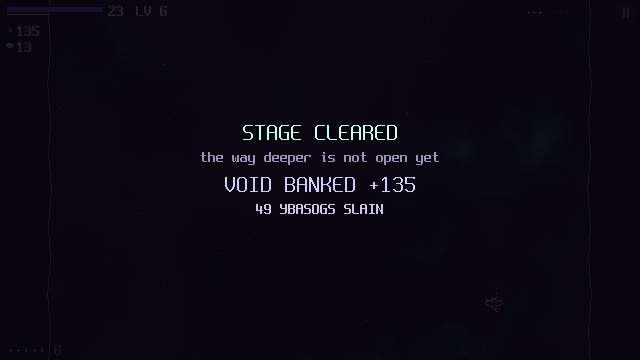 23 LV 6
135
13
STAGE CLEARED
the way deeper is not open yet
VOID BANKED +135
49 YBASOGS SLAIN
8